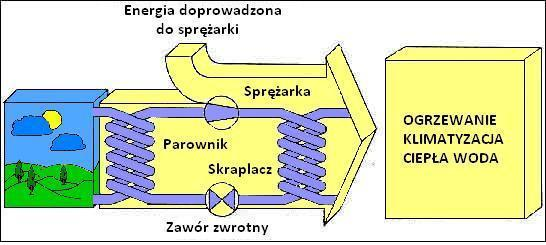 Energia doprowadzona
do sprężarki
Sprężarka
Parownik
Skraplacz
Zawór zwrotny
OGRZEWANIE
KLIMATYZACJA
CIEPŁA WODA